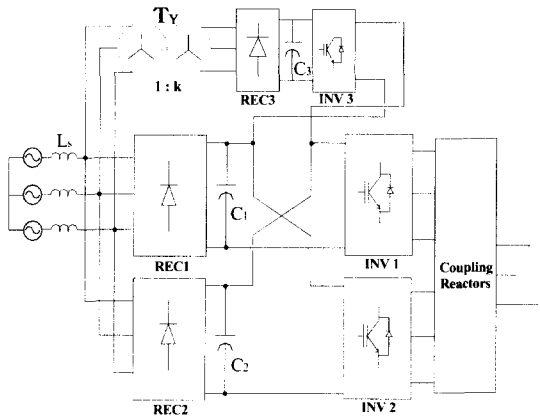 TY
1 : k
C3
REC3
INV 3
Ls
C1
REC1
INV 1
Coupling
Reactors
C2
REC2
INV 2